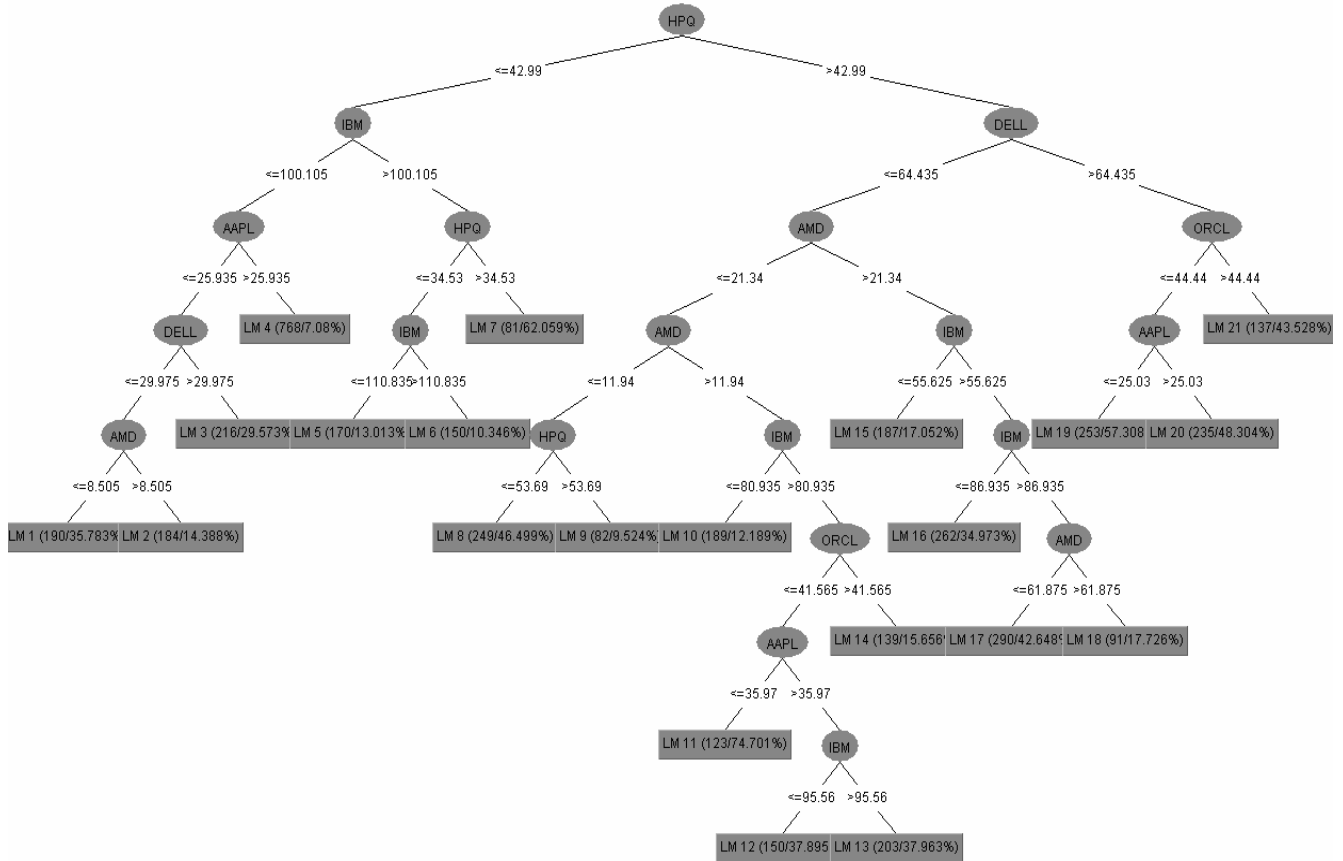 HPQ
<=42.99 >42.99
IBM DELL
<=100.105 >100.105 <=64.435 >64.435
AAPL HPQ AMD ORCL
<=25.935 >25.935 <=34.53 >34.53 <=21.34 >21.34 <=44.44 >44.44
DELL LM 4 (768/7.08%) IBM LM 7 (81/62.059%) AMD IBM AAPL LM 21 (137/43.528%)
<=29.975 >29.975 <=110.835 >110.835 <=11.94 >11.94 <=55.625 >55.625 <=25.03 >25.03
AMD LM 3 (216/29.573% LM 5 (170/13.013% LM 6 (150/10.346%) HPQ IBM LM 15 (187/17.052%) IBM LM 19 (253/57.308 LM 20 (235/48.304%)
<=8.505 >8.505 <=53.69 >53.69 <=80.935 >80.935 <=86.935 >86.935
LM 1 (190/35.783% LM 2 (184/14.388%) LM 8 (249/46.499%) LM 9 (82/9.524% LM 10 (189/12.189%) ORCL LM 16 (262/34.973%) AMD
<=41.565 >41.565 <=61.875 >61.875
AAPL LM 14 (139/15.656 LM 17 (290/42.648% LM 18 (91/17.726%)
<=35.97 >35.97
LM 11 (123/74.701%) IBM
<=95.56 >95.56
LM 12 (150/37.895 LM 13 (203/37.963%)